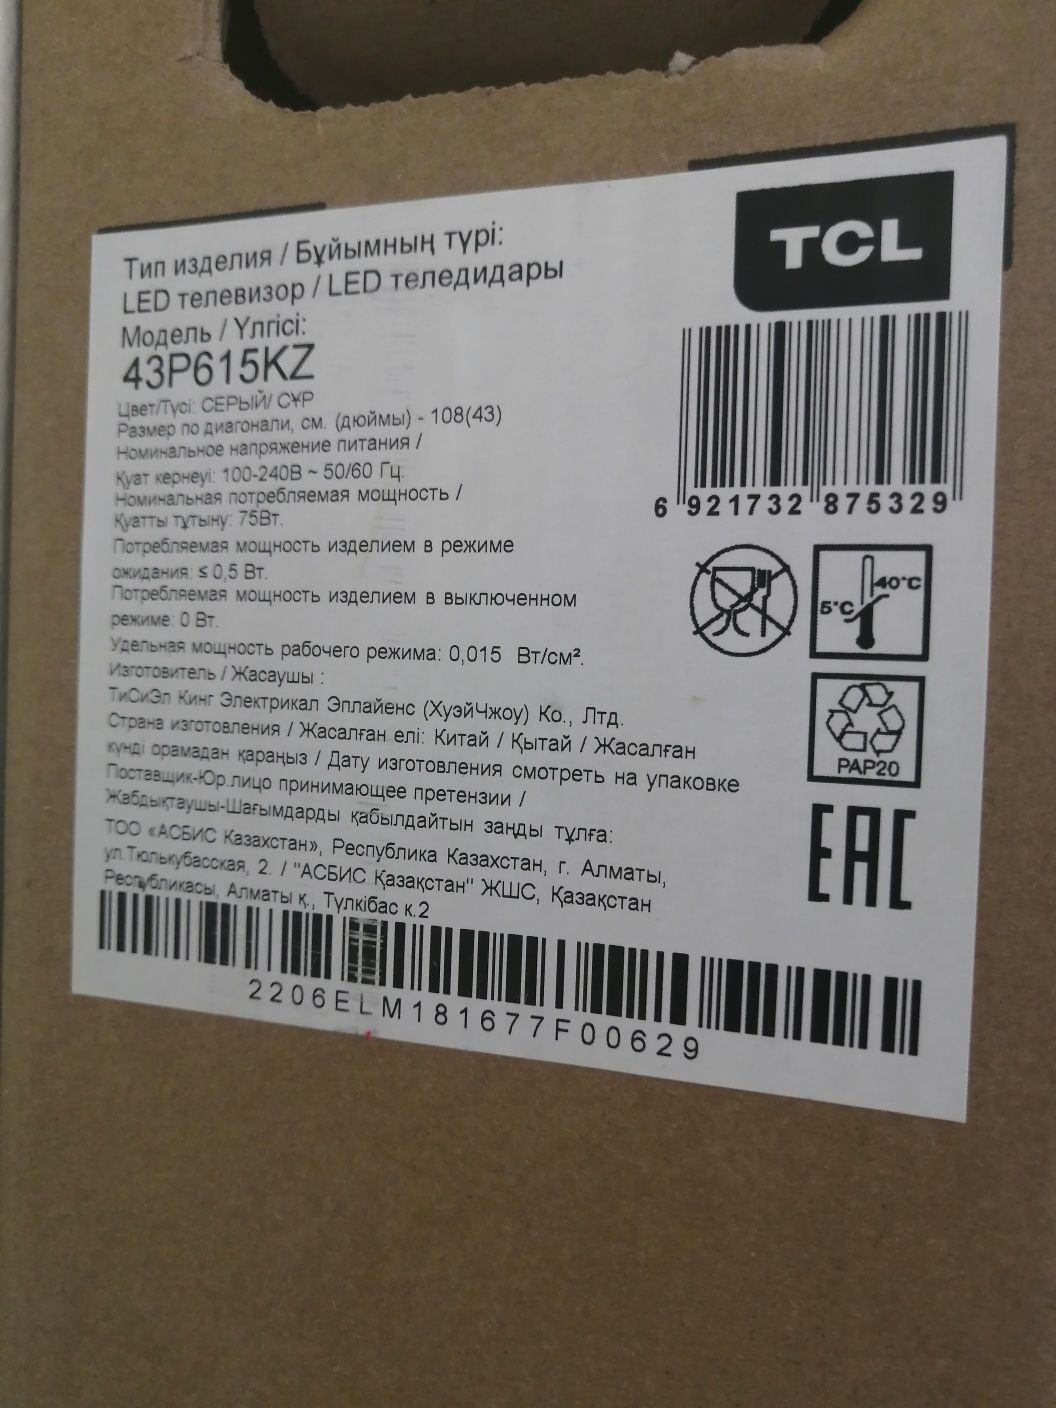 TCL
Тип изделия / Бұйымның түрі:
LED телевизор / LED теледидары
Модель / Үлгісі:
43P615KZ
Цвет/Түсі: СЕРЫЙ/ СҰР
Размер по диагонали, см. (дюймы) - 108(43)
Номинальное напряжение питания /
Қуат кернеуі: 100-240В ~ 50/60 Гц.
Номинальная потребляемая мощность /
Қуатты тұтыну: 75Вт.
Потребляемая мощность изделием в режиме
ожидания: ≤ 0,5 Вт.
Потребляемая мощность изделием в выключенном
режиме: 0 Вт.
Удельная мощность рабочего режима: 0,015 Вт/см².
Изготовитель / Жасаушы :
ТиСиЭл Кинг Электрикал Эплайенс (ХуэйЧжоу) Ко., Лтд.
Страна изготовления / Жасалған елі: Китай / Қытай / Жасалған
күнді орамадан қараңыз / Дату изготовления смотреть на упаковке
Поставщик-Юр.лицо принимающее претензии /
Жабдықтаушы-Шағымдарды қабылдайтын заңды тұлға:
ТОО «АСБИС Казахстан», Республика Казахстан, г. Алматы,
ул.Тюлькубасская, 2. / "АСБИС Қазақстан" ЖШС, Қазақстан
Республикасы, Алматы қ., Түлкібас к.2
6 921732 875329
40°C
5°C
PAP20
EAC
2206ELM181677F00629